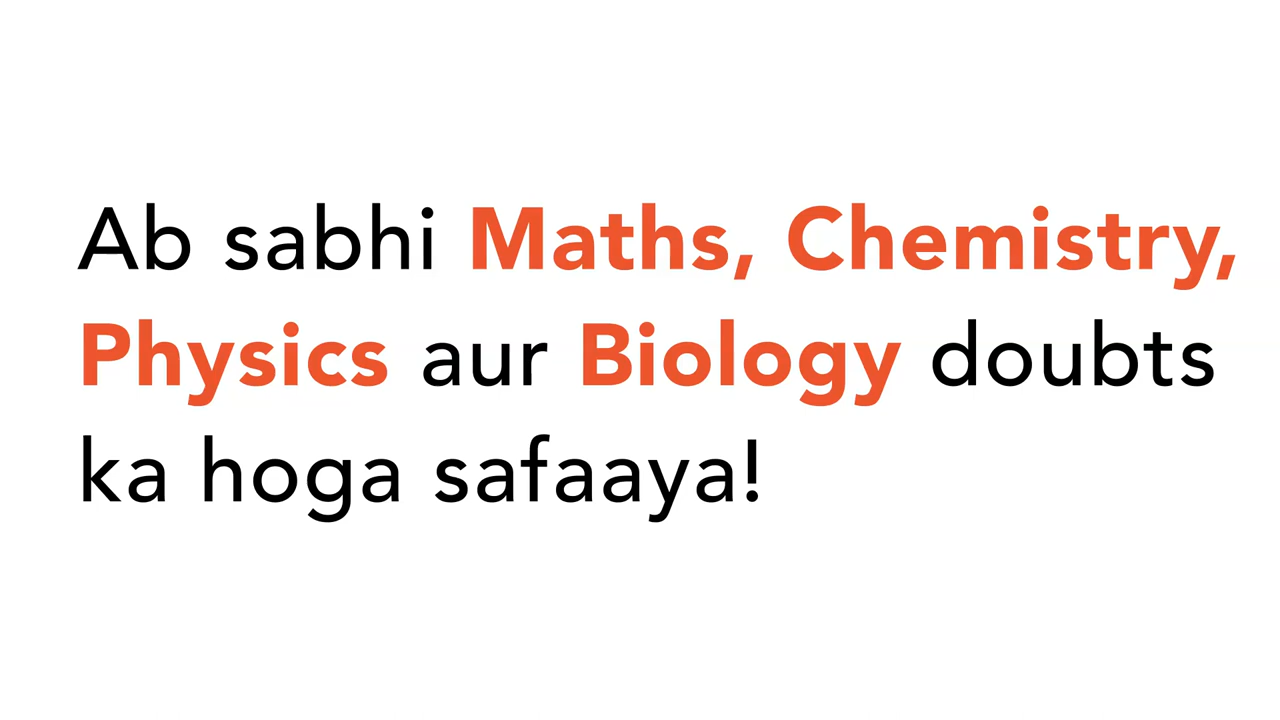 Ab sabhi Maths, Chemistry,
Physics aur Biology doubts
ka hoga safaaya!